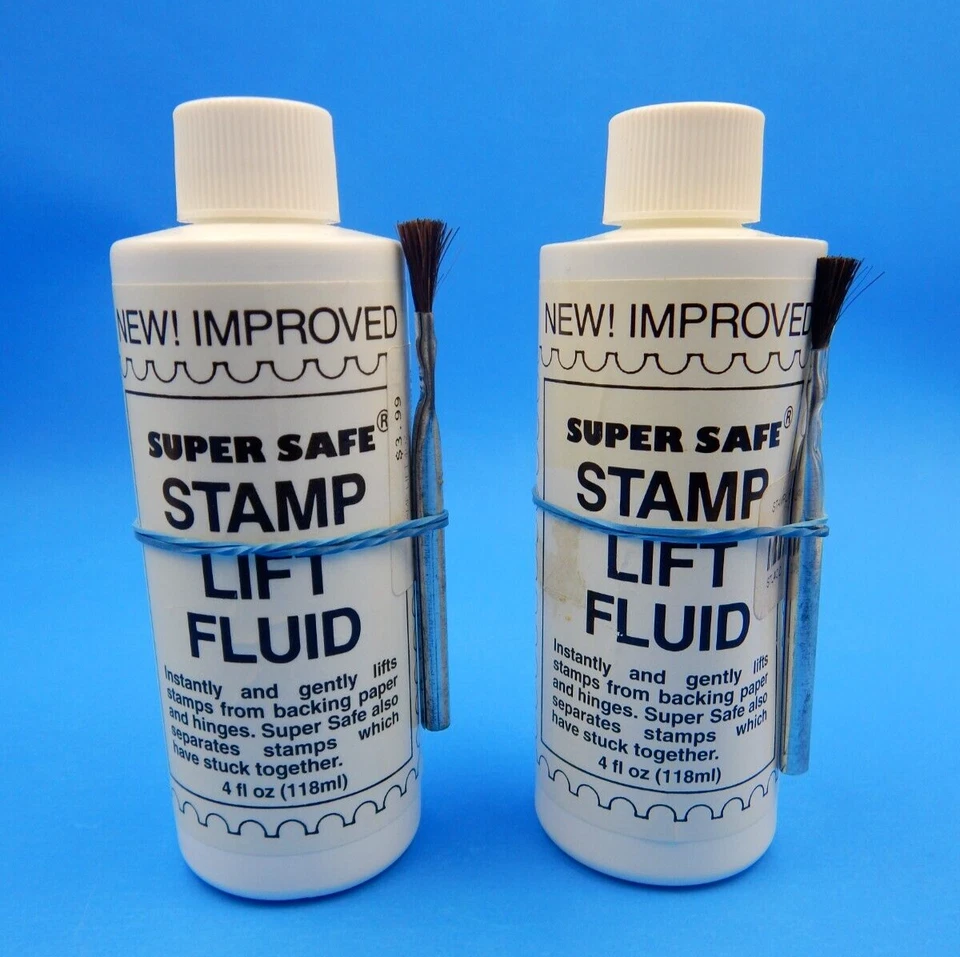 NEW! IMPROVED
SUPER SAFE®
STAMP
LIFT
FLUID
Instantly and gently lifts
stamps from backing paper
and hinges. Super Safe also
separates stamps which
have stuck together.
4 fl oz (118ml)
$3.99
NEW! IMPROVED
SUPER SAFE®
STAMP
LIFT
FLUID
Instantly and gently lifts
stamps from backing paper
and hinges. Super Safe also
separates stamps which
have stuck together.
4 fl oz (118ml)